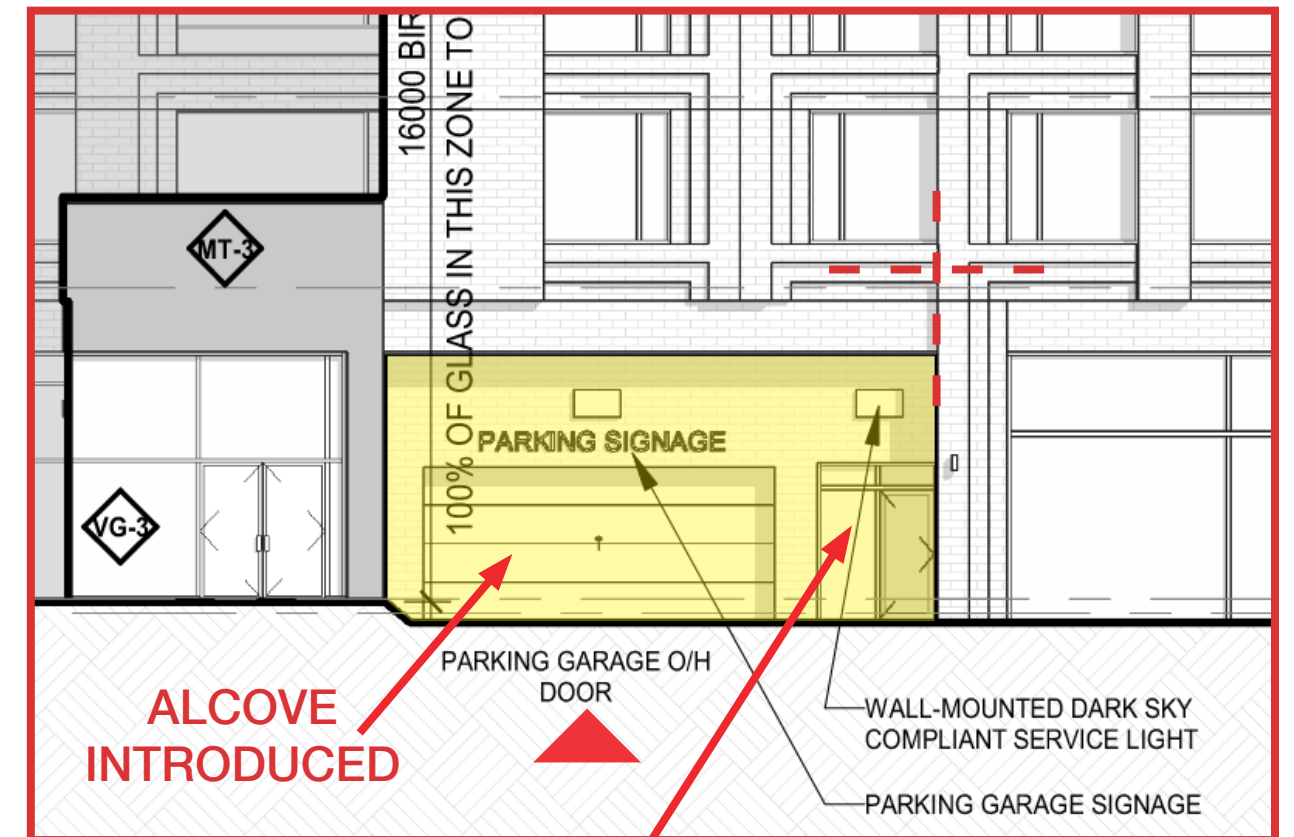 16000 BIR
100% OF GLASS IN THIS ZONE TO
MT-3
VG-3
PARKING SIGNAGE
PARKING GARAGE O/H
DOOR
ALCOVE
INTRODUCED
WALL-MOUNTED DARK SKY
COMPLIANT SERVICE LIGHT
PARKING GARAGE SIGNAGE